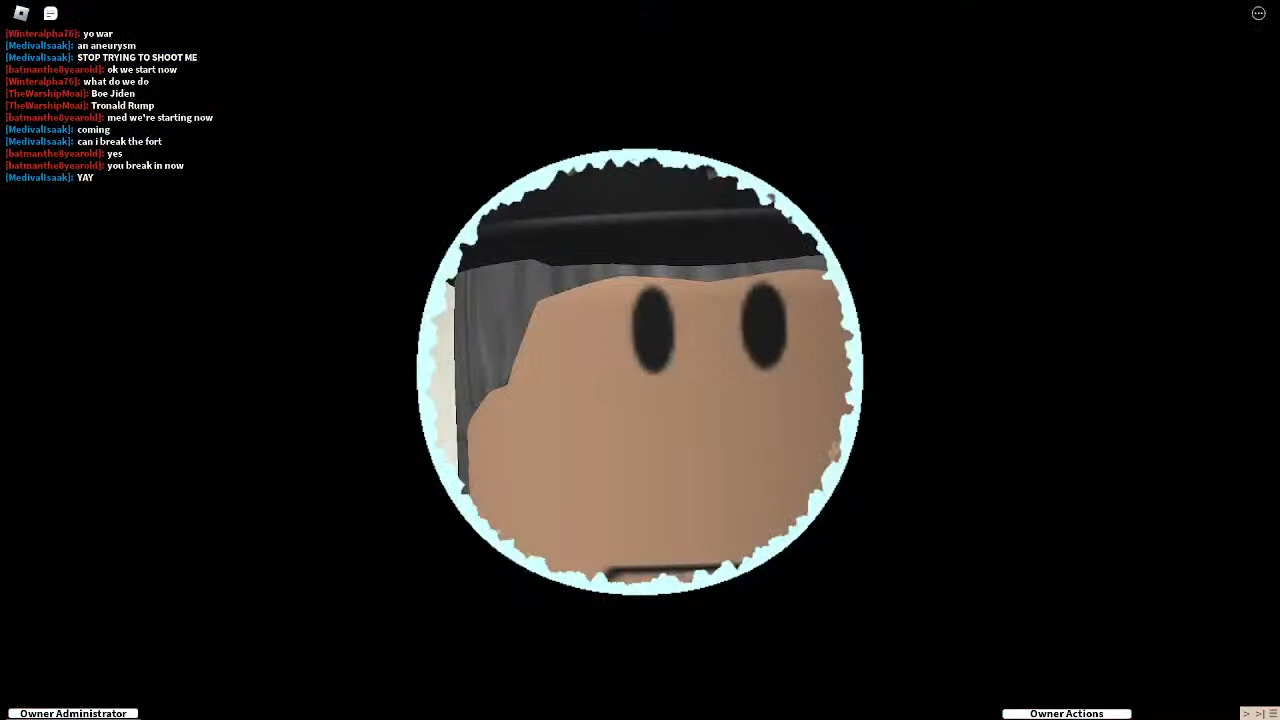 [Winteralpha76]: yo war
[MedivalIsaak]: an aneurysm
[MedivalIsaak]: STOP TRYING TO SHOOT ME
[batmanthe8yearold]: ok we start now
[Winteralpha76]: what do we do
[TheWarshipMoai]: Boe Jiden
[TheWarshipMoai]: Tronald Rump
[batmanthe8yearold]: med we're starting now
[MedivalIsaak]: coming
[MedivalIsaak]: can i break the fort
[batmanthe8yearold]: yes
[batmanthe8yearold]: you break in now
[MedivalIsaak]: YAY
Owner Administrator
Owner Actions